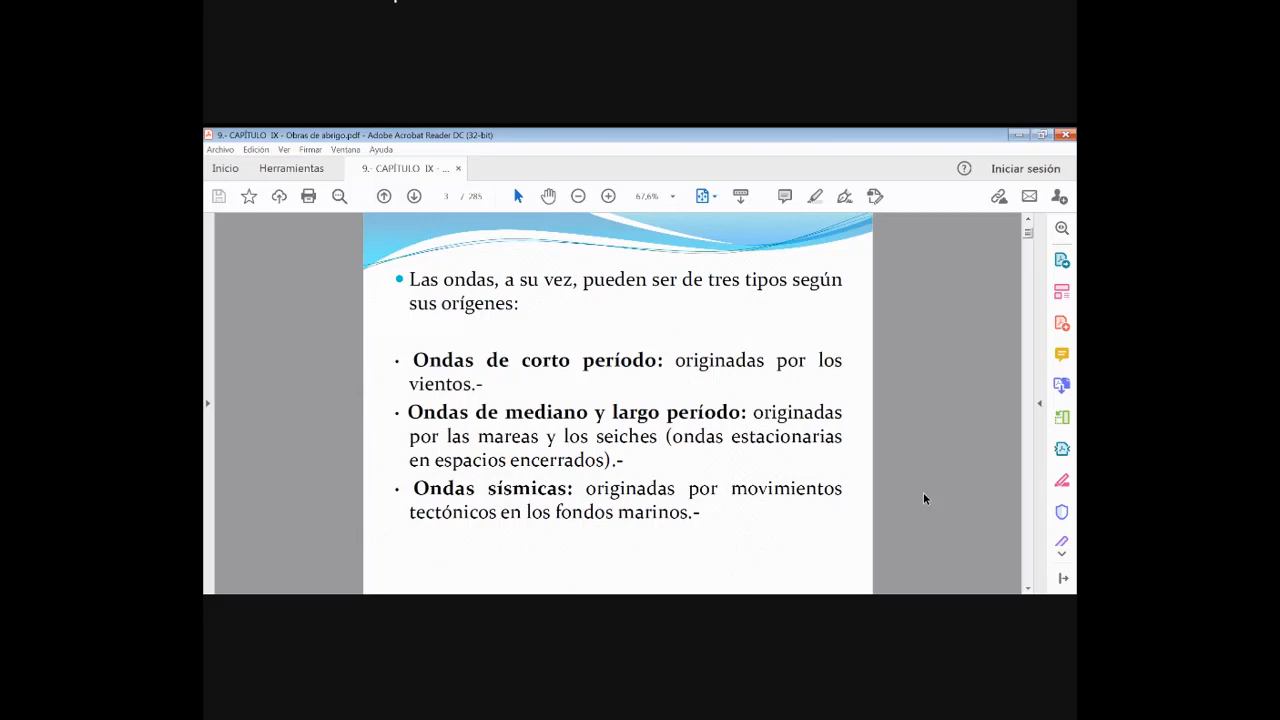 9.- CAPÍTULO IX - Obras de abrigo.pdf - Adobe Acrobat Reader DC (32-bit)
Archivo Edición Ver Firmar Ventana Ayuda
Inicio Herramientas 9.- CAPÍTULO IX - ... × Iniciar sesión
3 / 285 67,6%
Las ondas, a su vez, pueden ser de tres tipos según
sus orígenes:
· Ondas de corto período: originadas por los
vientos.-
· Ondas de mediano y largo período: originadas
por las mareas y los seiches (ondas estacionarias
en espacios encerrados).-
· Ondas sísmicas: originadas por movimientos
tectónicos en los fondos marinos.-